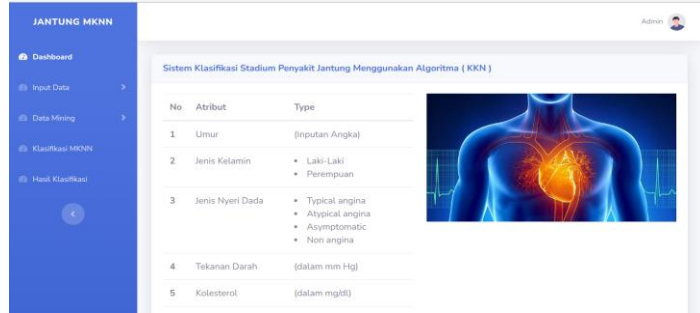 JANTUNG MKNN
Admin
Dashboard
Input Data
Data Mining
Klasifikasi MKNN
Hasil Klasifikasi
Sistem Klasifikasi Stadium Penyakit Jantung Menggunakan Algoritma ( KKN )
No Atribut Type
1 Umur (Inputan Angka)
2 Jenis Kelamin • Laki-Laki
• Perempuan
3 Jenis Nyeri Dada • Typical angina
• Atypical angina
• Asymptomatic
• Non angina
4 Tekanan Darah (dalam mm Hg)
5 Kolesterol (dalam mg/dl)